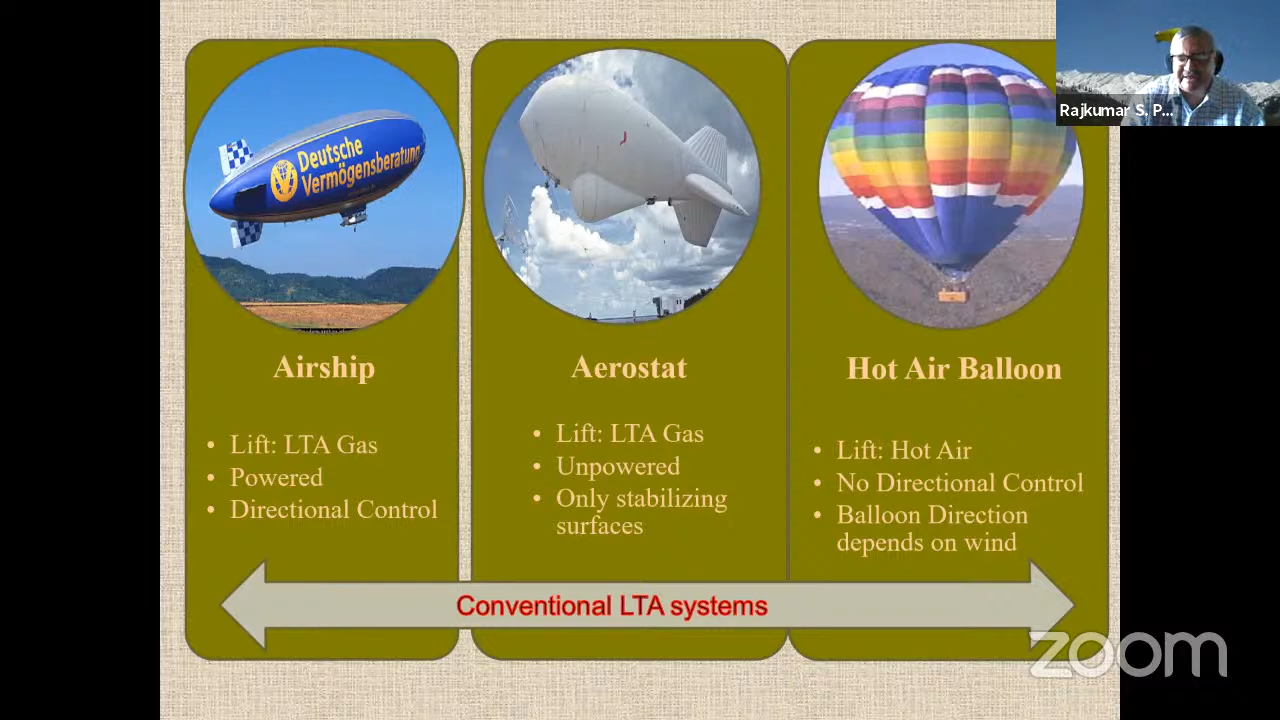 Rajkumar S. P...
Deutsche
Vermögensberatung
Airship
• Lift: LTA Gas
• Powered
• Directional Control
Aerostat
• Lift: LTA Gas
• Unpowered
• Only stabilizing
surfaces
Hot Air Balloon
• Lift: Hot Air
• No Directional Control
• Balloon Direction
depends on wind
Conventional LTA systems
zoom